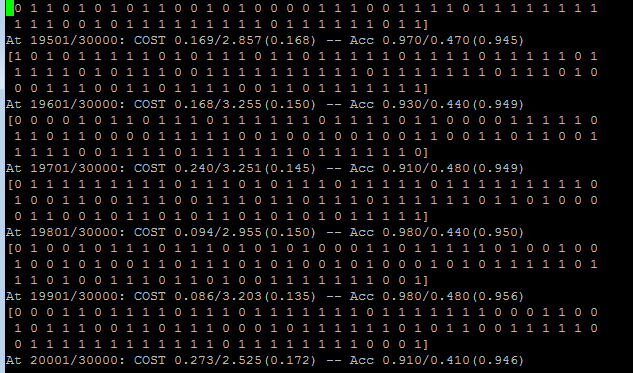 0 1 1 0 1 0 1 0 1 1 0 0 1 0 1 0 0 0 0 1 1 1 0 0 1 1 1 0 1 1 1 1 1 1 1 1 1
1 1 1 0 0 1 0 1 1 1 1 1 0 1 1 1 0 1 1 1 1 0 1 1 1 0 1 1 1 0 1 1]
At 19501/30000: COST 0.169/2.857(0.168) -- Acc 0.970/0.470(0.945)
[1 0 1 0 1 1 1 1 1 0 1 0 1 1 0 1 0 0 1 0 1 1 1 0 1 1 1 0 1 1 1 1 1 0 1
1 1 1 1 0 1 0 1 1 1 0 0 1 1 1 1 1 1 1 1 1 0 1 1 1 1 1 1 1 1 0 1 1 1 0 1 0
0 0 1 1 1 0 0 1 1 1 0 1 0 1 1 1 0 1 1 1 1 1 1 1]
At 19601/30000: COST 0.168/3.255(0.150) -- Acc 0.930/0.440(0.949)
[0 0 0 0 1 0 1 1 0 1 1 1 0 1 1 1 1 1 1 0 1 1 1 1 0 1 1 0 0 0 0 1 1 1 1 0
1 1 0 1 1 0 0 0 0 1 1 1 1 1 0 0 1 0 0 1 0 0 1 0 0 1 1 0 0 1 1 0 1 1 0 0 1
1 1 1 1 0 0 1 1 1 1 0 1 1 1 1 1 1 1 0 1 1 1 1 1 1 0]
At 19701/30000: COST 0.240/3.251(0.145) -- Acc 0.910/0.480(0.949)
[0 1 1 1 1 1 1 1 1 0 1 1 1 0 1 0 1 1 1 0 1 1 1 1 1 0 1 1 1 1 1 1 1 1 1 0
1 0 0 1 1 0 0 1 1 1 0 1 0 0 1 1 1 0 1 1 1 1 1 1 1 1 1 1 0 1 1 0 1 0 0 0
0 1 1 0 0 1 0 1 1 0 1 1 0 1 0 1 0 1 1 1 1 1]
At 19801/30000: COST 0.094/2.955(0.150) -- Acc 0.980/0.440(0.950)
[0 1 0 0 1 0 1 1 1 0 1 1 1 0 1 0 1 0 1 0 0 0 1 1 0 1 1 1 1 1 0 1 0 0 1 0 0
1 0 0 1 0 1 0 0 1 1 0 1 1 1 0 1 0 0 1 0 1 1 0 0 0 1 0 1 0 1 1 1 1 1 0 1
1 1 0 1 0 0 1 1 1 0 1 1 0 1 0 0 1 1 1 1 1 1 1 0 0 1]
At 19901/30000: COST 0.086/3.203(0.135) -- Acc 0.980/0.480(0.956)
[0 0 0 1 1 0 1 1 0 0 1 1 1 1 1 0 1 1 1 0 1 1 1 1 1 1 1 1 0 0 0 1 1 0 0
1 0 1 1 1 0 0 1 1 0 1 1 1 1 1 0 0 0 1 0 1 1 1 1 0 1 1 0 0 1 1 1 1 1 0
0 1 1 1 1 1 1 1 1 1 1 0 1 1 1 1 1 1 1 1 0 0 0 1]
At 20001/30000: COST 0.273/2.525(0.172) -- Acc 0.910/0.410(0.946)